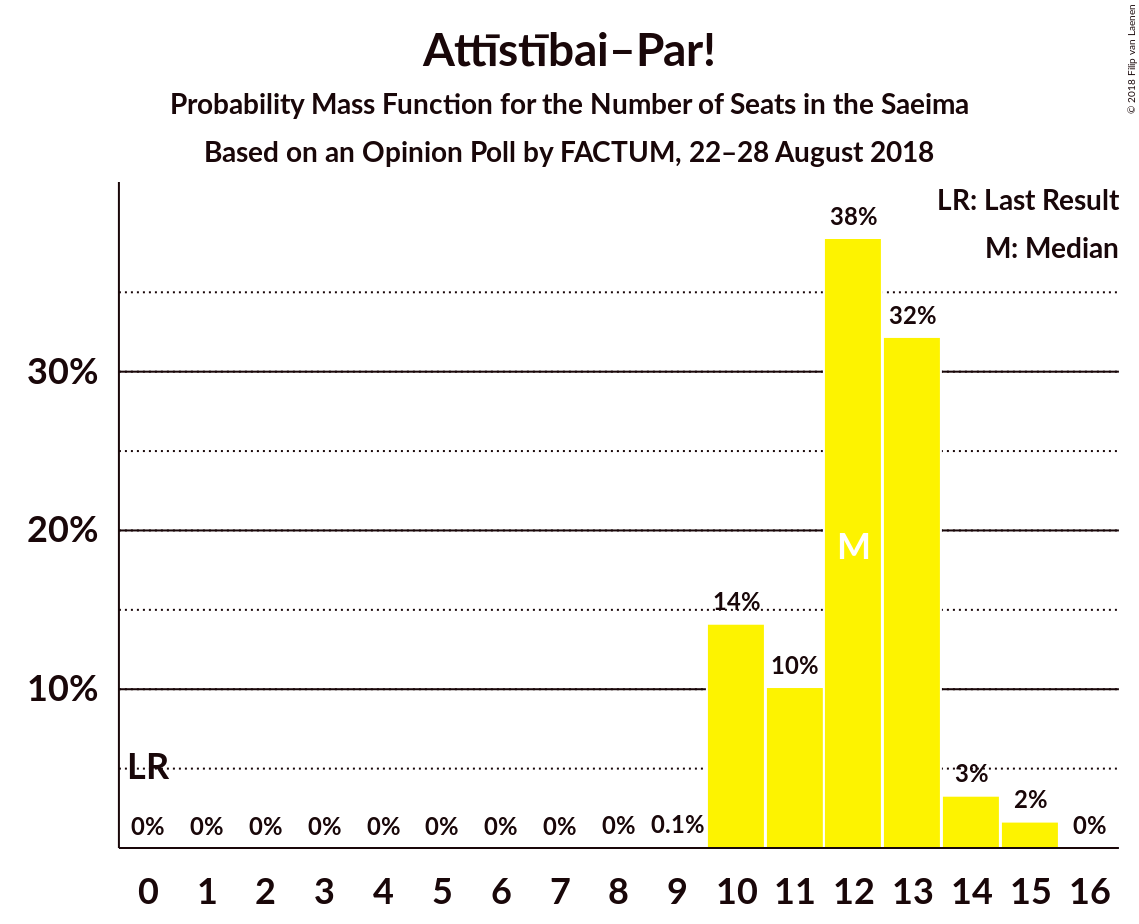 Attīstībai–Par!
Probability Mass Function for the Number of Seats in the Saeima
Based on an Opinion Poll by FACTUM, 22–28 August 2018
© 2018 Filip van Laenen
LR: Last Result
M: Median
38%
32%
30%
20%
M
14%
10%
10%
LR
3%
2%
0% 0% 0% 0% 0% 0% 0% 0% 0% 0.1% 0%
0 1 2 3 4 5 6 7 8 9 10 11 12 13 14 15 16